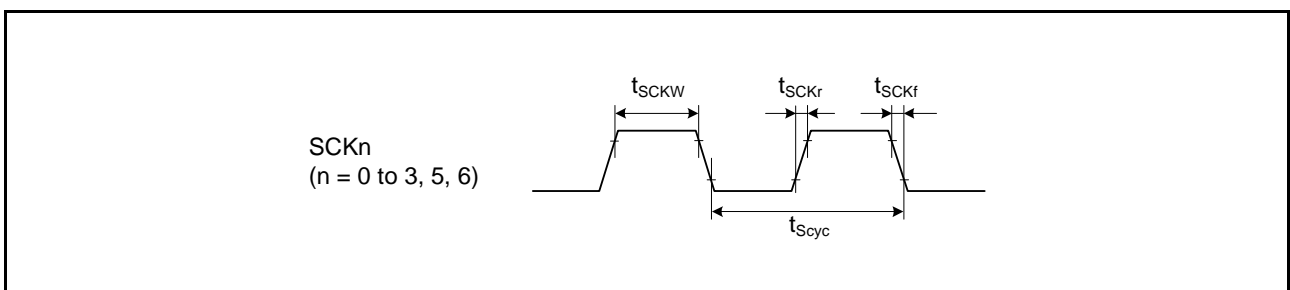 tSCKW
tSCKr
tSCKf
SCKn
(n = 0 to 3, 5, 6)
tScyc